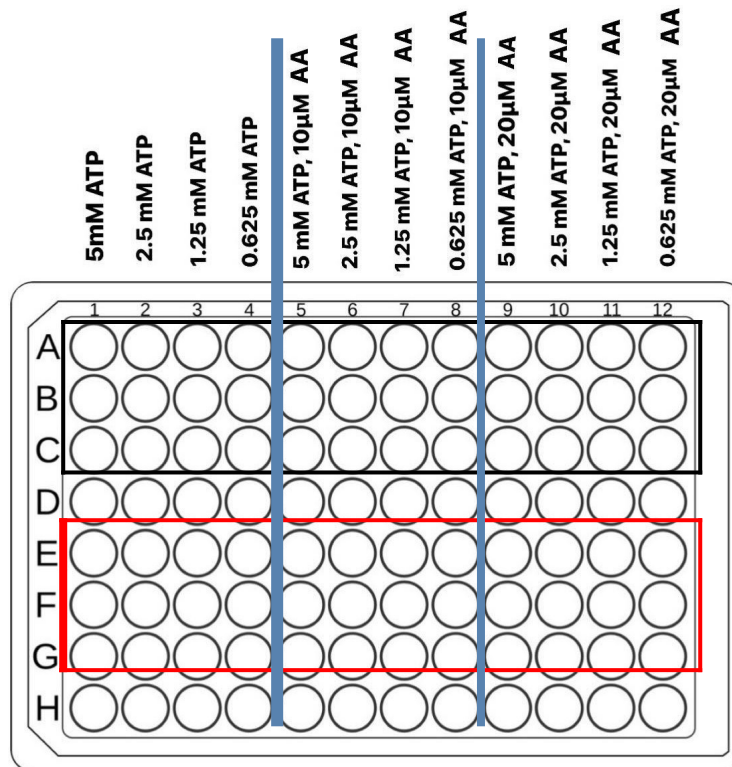 5mM ATP
2.5 mM ATP
1.25 mM ATP
0.625 mM ATP
5 mM ATP, 10µM AA
2.5 mM ATP, 10µM AA
1.25 mM ATP, 10µM AA
0.625 mM ATP, 10µM AA
5 mM ATP, 20µM AA
2.5 mM ATP, 20µM AA
1.25 mM ATP, 20µM AA
0.625 mM ATP, 20µM AA
1 2 3 4 5 6 7 8 9 10 11 12
A
B
C
D
E
F
G
H